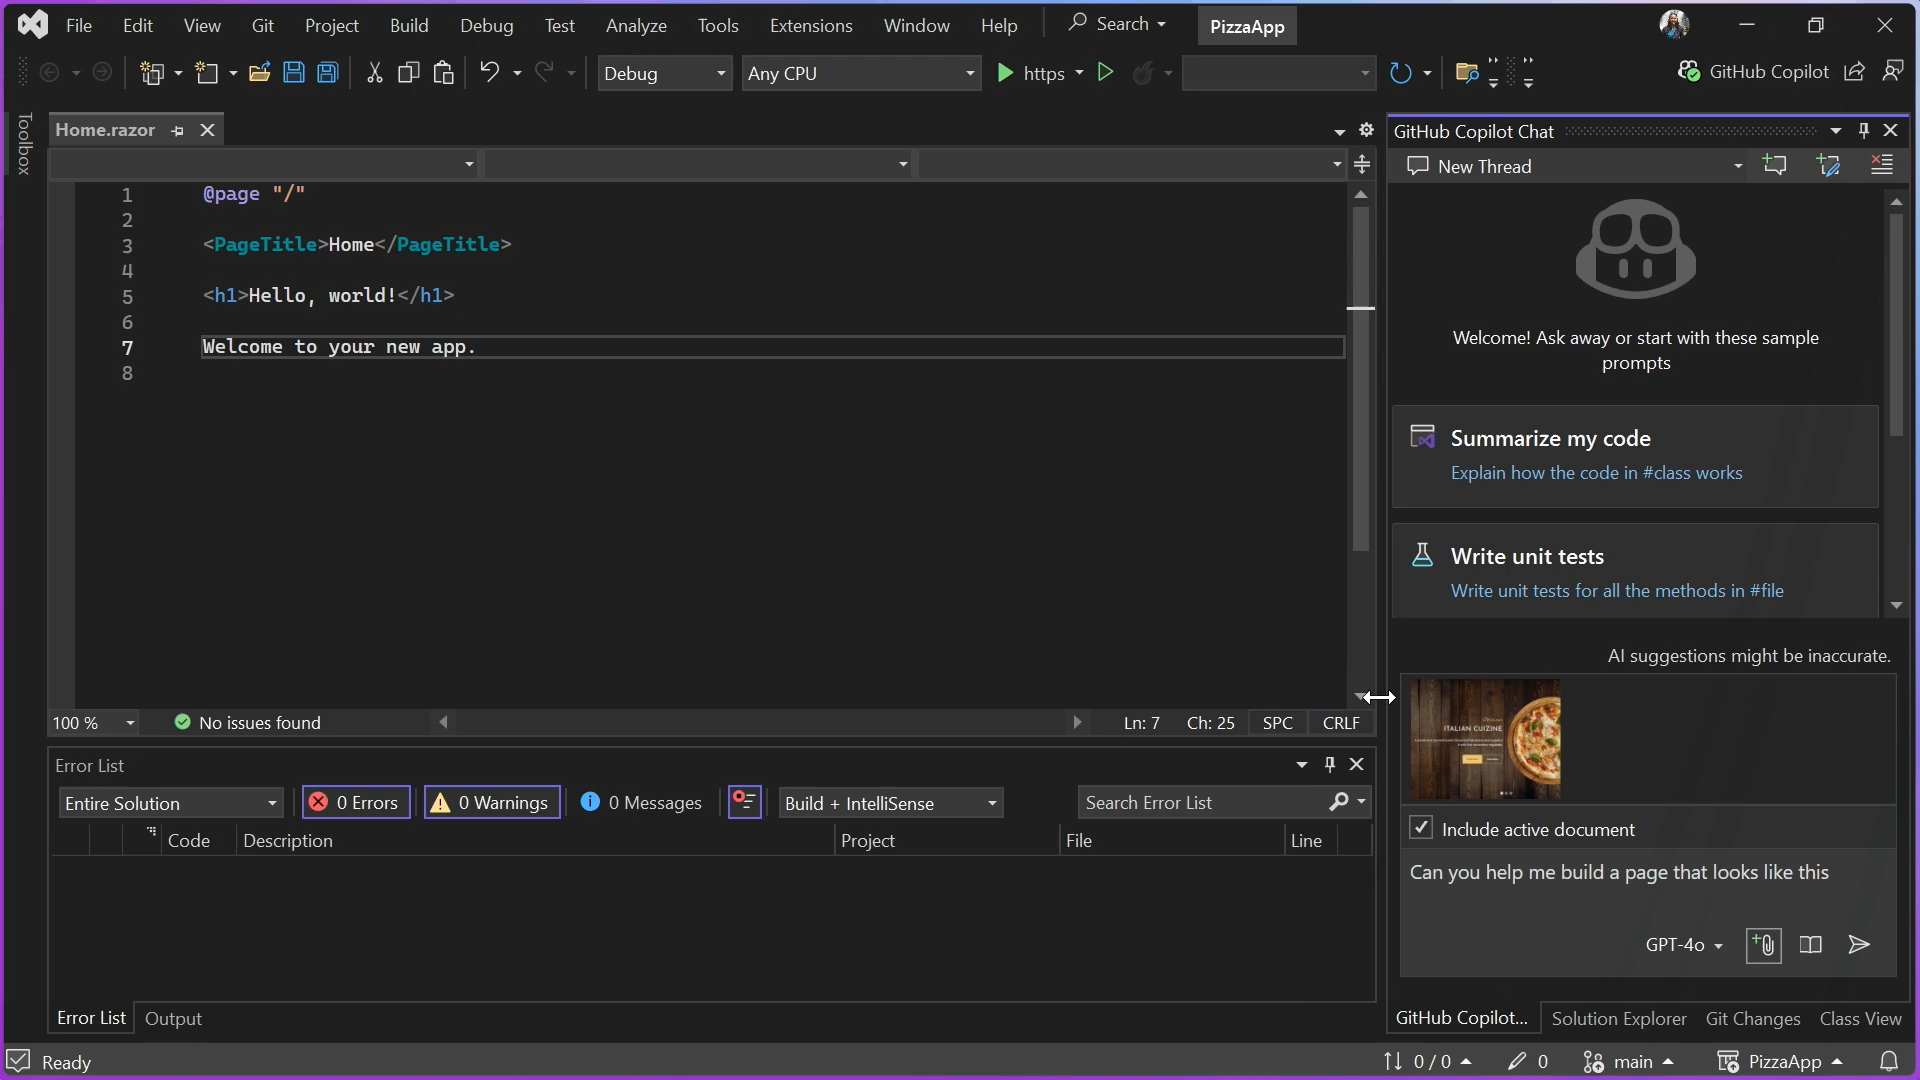 File Edit View Git Project Build Debug Test Analyze Tools Extensions Window Help Search PizzaApp
Debug Any CPU https GitHub Copilot
Toolbox
Home.razor
1 @page "/"
2
3 <PageTitle>Home</PageTitle>
4
5 <h1>Hello, world!</h1>
6
7 Welcome to your new app.
8
100 % No issues found Ln: 7 Ch: 25 SPC CRLF
Error List
Entire Solution 0 Errors 0 Warnings 0 Messages Build + IntelliSense Search Error List
Code Description Project File Line
Error List Output
GitHub Copilot Chat
New Thread
Welcome! Ask away or start with these sample
prompts
Summarize my code
Explain how the code in #class works
Write unit tests
Write unit tests for all the methods in #file
AI suggestions might be inaccurate.
Delicious
ITALIAN CUIZINE
Include active document
Can you help me build a page that looks like this
GPT-4o
GitHub Copilot... Solution Explorer Git Changes Class View
Ready 0 / 0 0 main PizzaApp